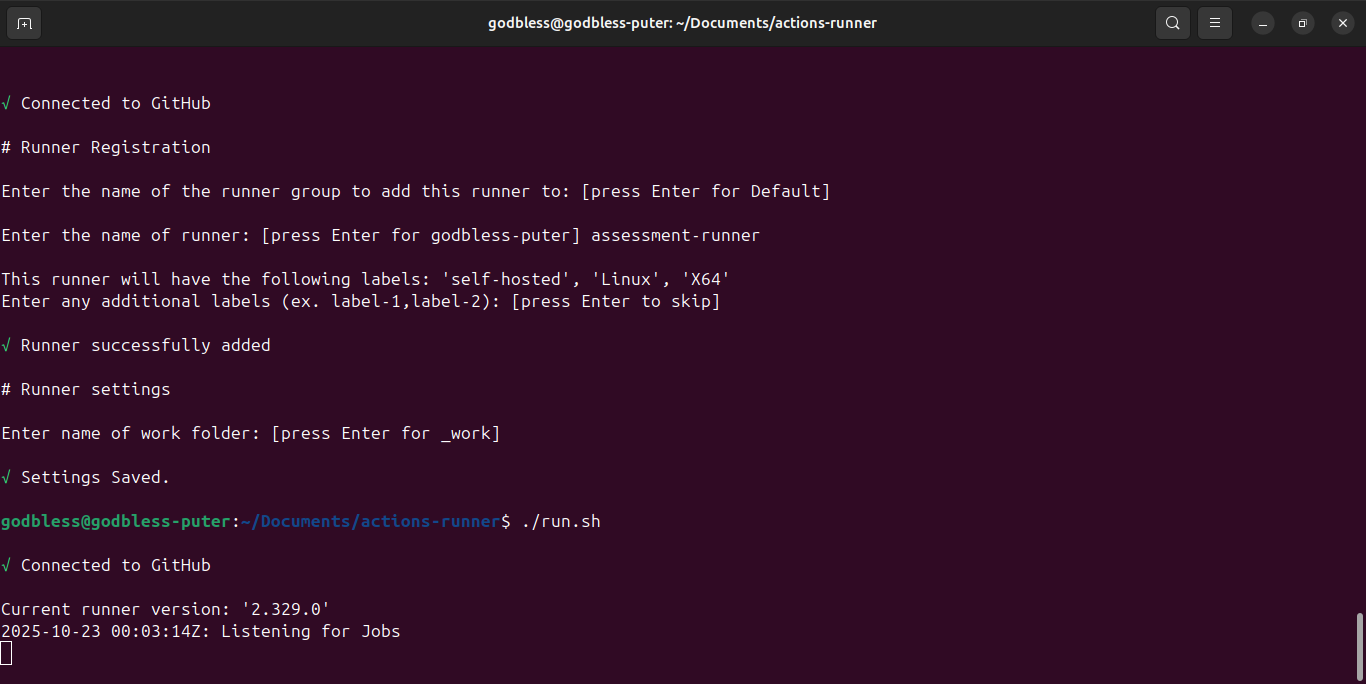 godbless@godbless-puter: ~/Documents/actions-runner
√ Connected to GitHub
# Runner Registration
Enter the name of the runner group to add this runner to: [press Enter for Default]
Enter the name of runner: [press Enter for godbless-puter] assessment-runner
This runner will have the following labels: 'self-hosted', 'Linux', 'X64'
Enter any additional labels (ex. label-1,label-2): [press Enter to skip]
√ Runner successfully added
# Runner settings
Enter name of work folder: [press Enter for _work]
√ Settings Saved.
godbless@godbless-puter:~/Documents/actions-runner$ ./run.sh
√ Connected to GitHub
Current runner version: '2.329.0'
2025-10-23 00:03:14Z: Listening for Jobs